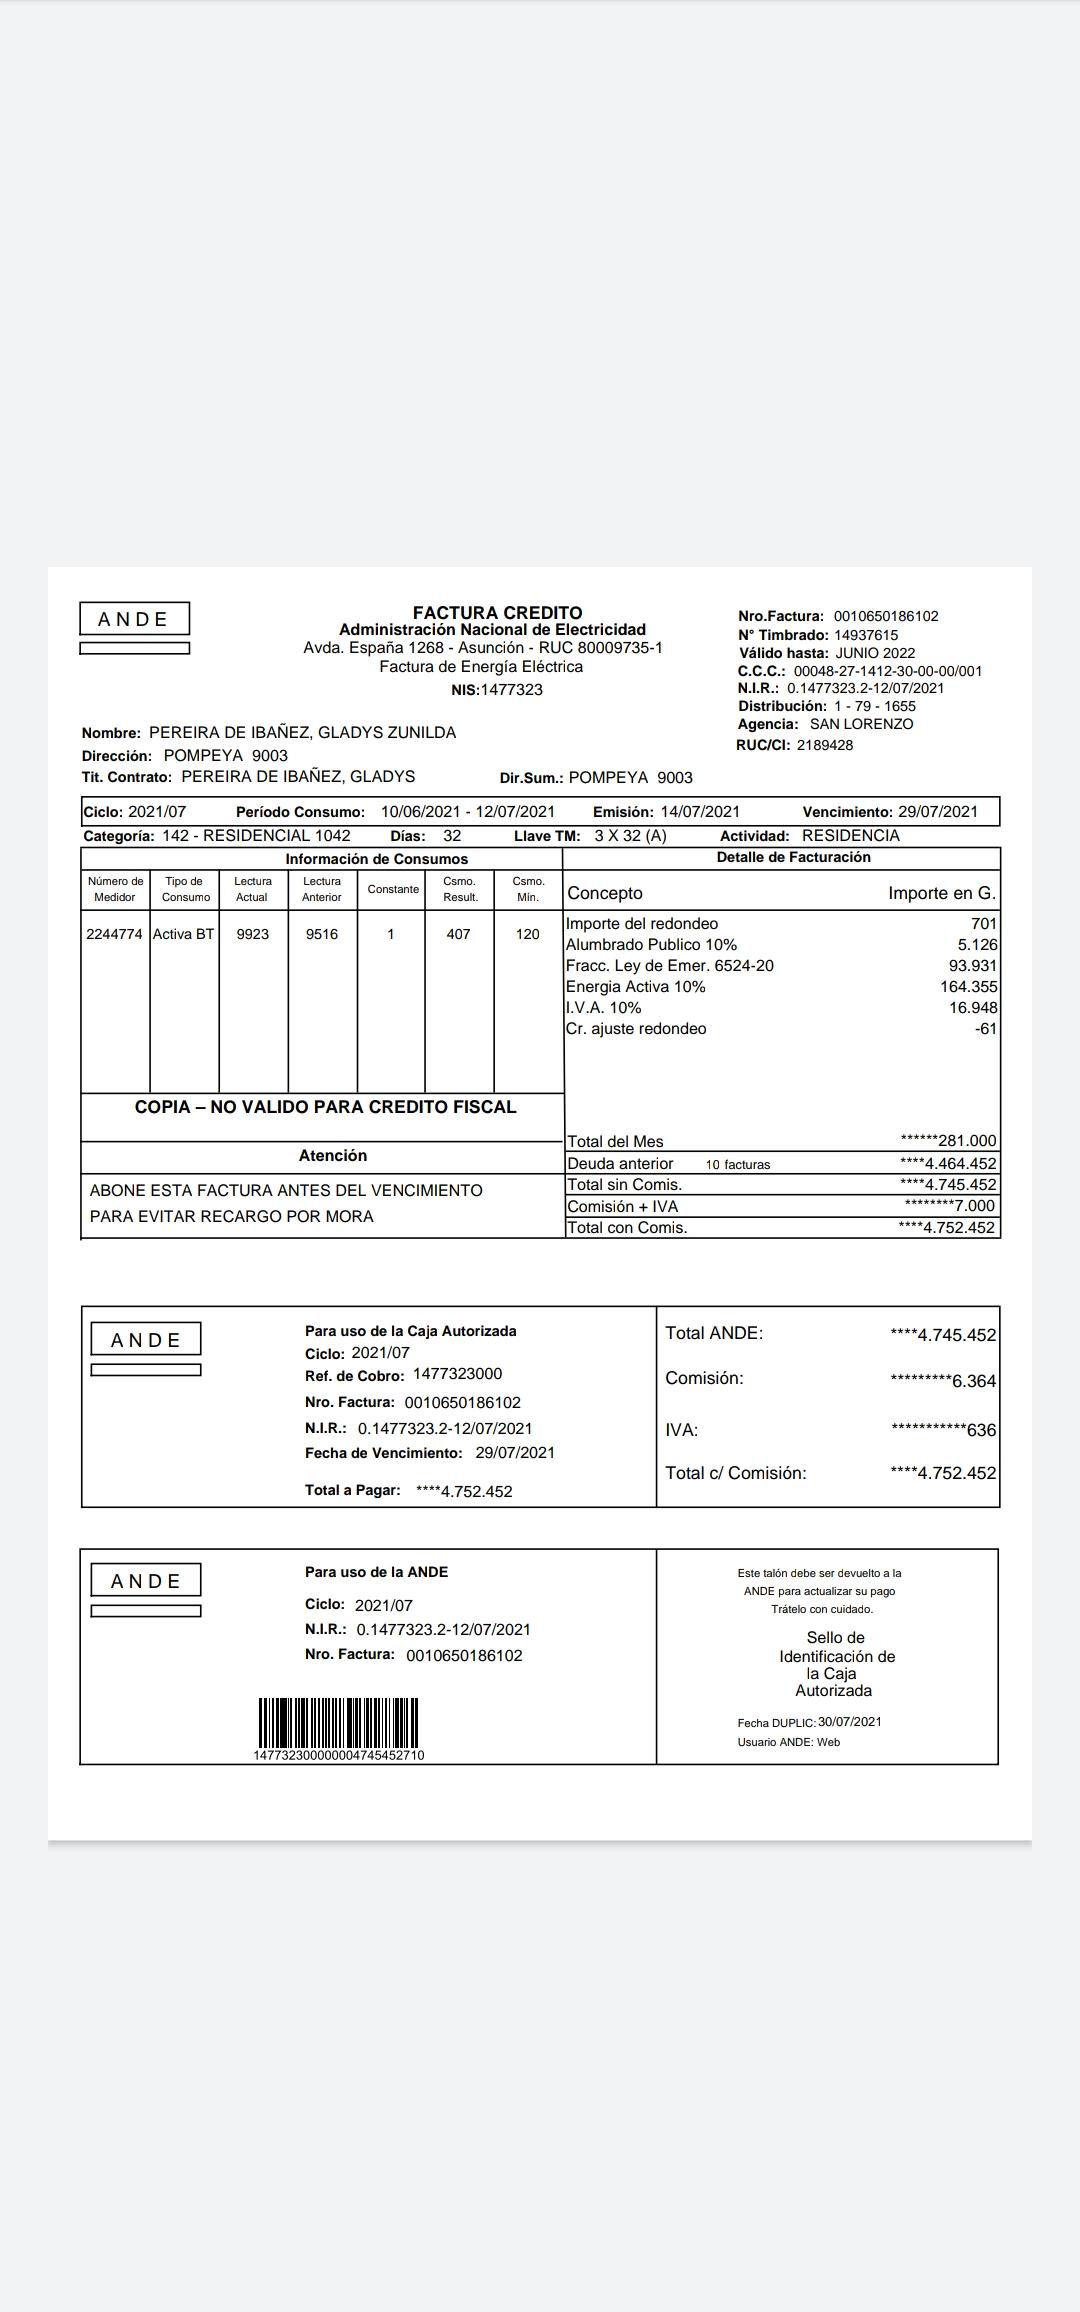 ANDE
FACTURA CREDITO
Administración Nacional de Electricidad
Avda. España 1268 - Asunción - RUC 80009735-1
Factura de Energía Eléctrica
NIS:1477323
Nro.Factura: 0010650186102
N° Timbrado: 14937615
Válido hasta: JUNIO 2022
C.C.C.: 00048-27-1412-30-00-00/001
N.I.R.: 0.1477323.2-12/07/2021
Distribución: 1 - 79 - 1655
Agencia: SAN LORENZO
RUC/CI: 2189428
Nombre: PEREIRA DE IBAÑEZ, GLADYS ZUNILDA
Dirección: POMPEYA 9003
Tit. Contrato: PEREIRA DE IBAÑEZ, GLADYS Dir.Sum.: POMPEYA 9003
Ciclo: 2021/07 Período Consumo: 10/06/2021 - 12/07/2021 Emisión: 14/07/2021 Vencimiento: 29/07/2021
Categoría: 142 - RESIDENCIAL 1042 Días: 32 Llave TM: 3 X 32 (A) Actividad: RESIDENCIA
Información de Consumos
Número de Medidor Tipo de Consumo Lectura Actual Lectura Anterior Constante Csmo. Result. Csmo. Mín.
2244774 Activa BT 9923 9516 1 407 120
Detalle de Facturación
Concepto Importe en G.
Importe del redondeo 701
Alumbrado Publico 10% 5.126
Fracc. Ley de Emer. 6524-20 93.931
Energia Activa 10% 164.355
I.V.A. 10% 16.948
Cr. ajuste redondeo -61
COPIA – NO VALIDO PARA CREDITO FISCAL
Atención
ABONE ESTA FACTURA ANTES DEL VENCIMIENTO
PARA EVITAR RECARGO POR MORA
Total del Mes ******281.000
Deuda anterior 10 facturas ****4.464.452
Total sin Comis. ****4.745.452
Comisión + IVA ********7.000
Total con Comis. ****4.752.452
ANDE
Para uso de la Caja Autorizada
Ciclo: 2021/07
Ref. de Cobro: 1477323000
Nro. Factura: 0010650186102
N.I.R.: 0.1477323.2-12/07/2021
Fecha de Vencimiento: 29/07/2021
Total a Pagar: ****4.752.452
Total ANDE: ****4.745.452
Comisión: *********6.364
IVA: ***********636
Total c/ Comisión: ****4.752.452
ANDE
Para uso de la ANDE
Ciclo: 2021/07
N.I.R.: 0.1477323.2-12/07/2021
Nro. Factura: 0010650186102
147732300000004745452710
Este talón debe ser devuelto a la
ANDE para actualizar su pago
Trátelo con cuidado.
Sello de
Identificación de
la Caja
Autorizada
Fecha DUPLIC: 30/07/2021
Usuario ANDE: Web